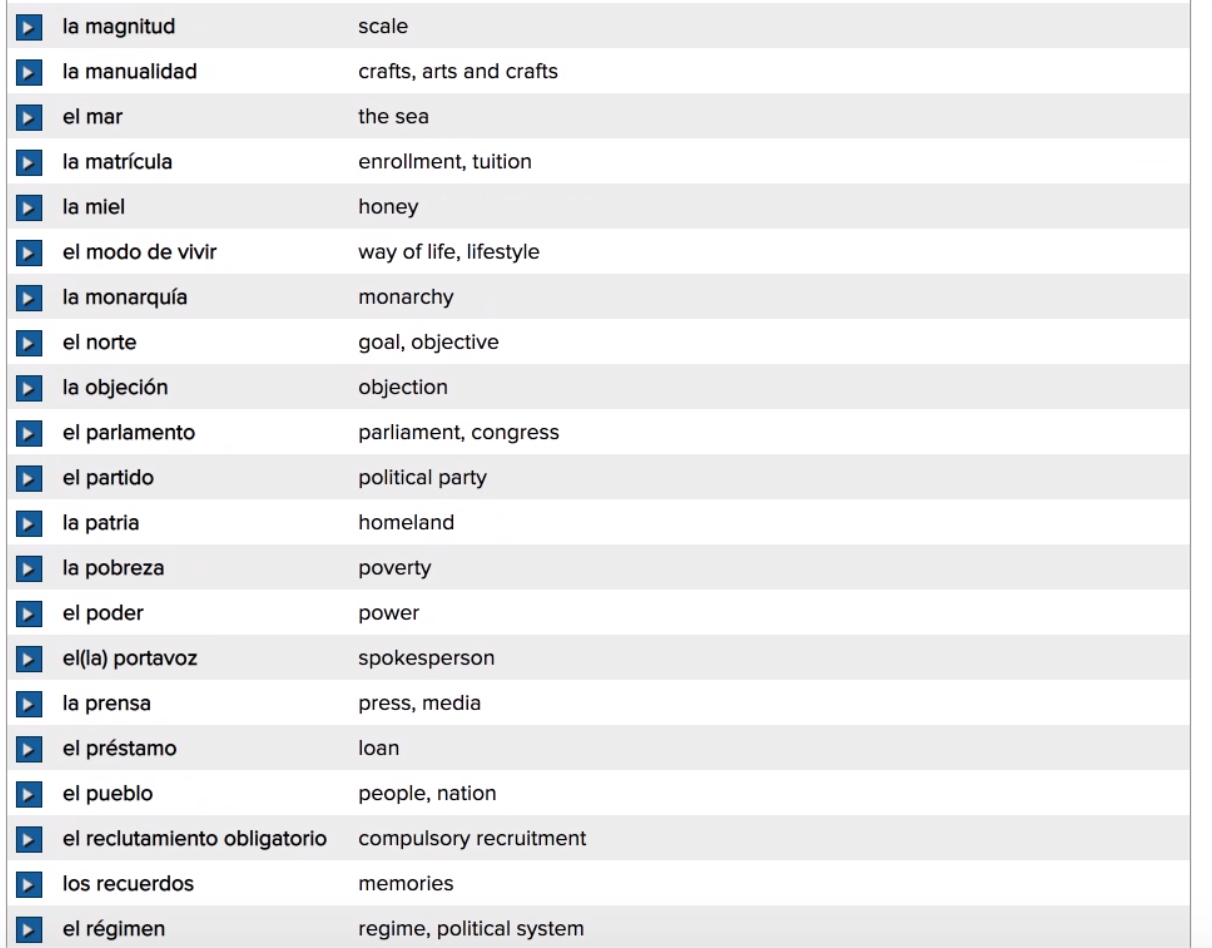 la magnitud scale
la manualidad crafts, arts and crafts
el mar the sea
la matrícula enrollment, tuition
la miel honey
el modo de vivir way of life, lifestyle
la monarquía monarchy
el norte goal, objective
la objeción objection
el parlamento parliament, congress
el partido political party
la patria homeland
la pobreza poverty
el poder power
el(la) portavoz spokesperson
la prensa press, media
el préstamo loan
el pueblo people, nation
el reclutamiento obligatorio compulsory recruitment
los recuerdos memories
el régimen regime, political system